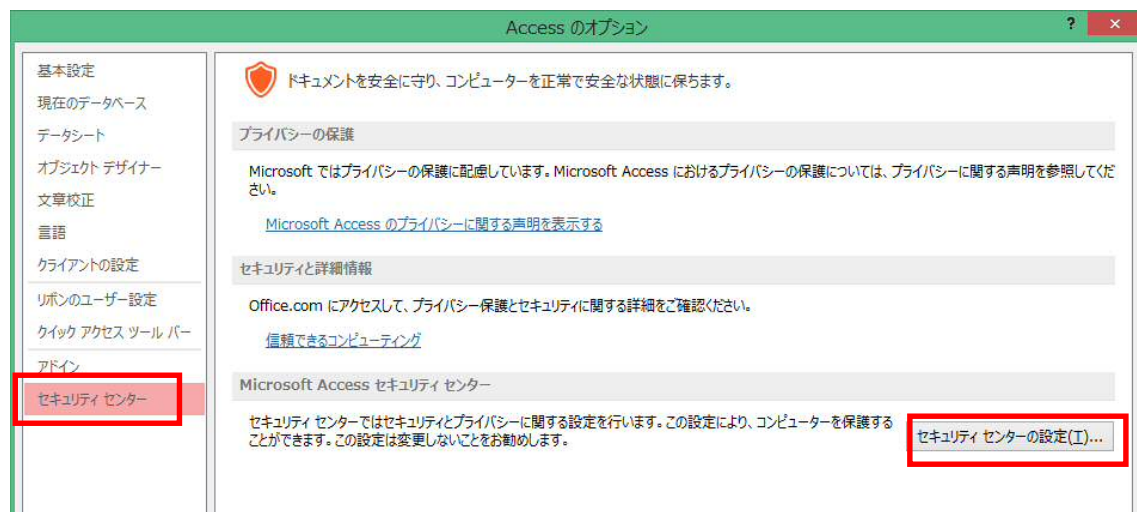 Access のオプション
? ×
基本設定
現在のデータベース
データシート
オブジェクト デザイナー
文章校正
言語
クライアントの設定
リボンのユーザー設定
クイック アクセス ツール バー
アドイン
セキュリティ センター
ドキュメントを安全に守り、コンピューターを正常で安全な状態に保ちます。
プライバシーの保護
Microsoft ではプライバシーの保護に配慮しています。Microsoft Access におけるプライバシーの保護については、プライバシーに関する声明を参照してくだ
さい。
Microsoft Access のプライバシーに関する声明を表示する
セキュリティと詳細情報
Office.com にアクセスして、プライバシー保護とセキュリティに関する詳細をご確認ください。
信頼できるコンピューティング
Microsoft Access セキュリティ センター
セキュリティ センターではセキュリティとプライバシーに関する設定を行います。この設定により、コンピューターを保護する
ことができます。この設定は変更しないことをお勧めします。
セキュリティ センターの設定(T)...